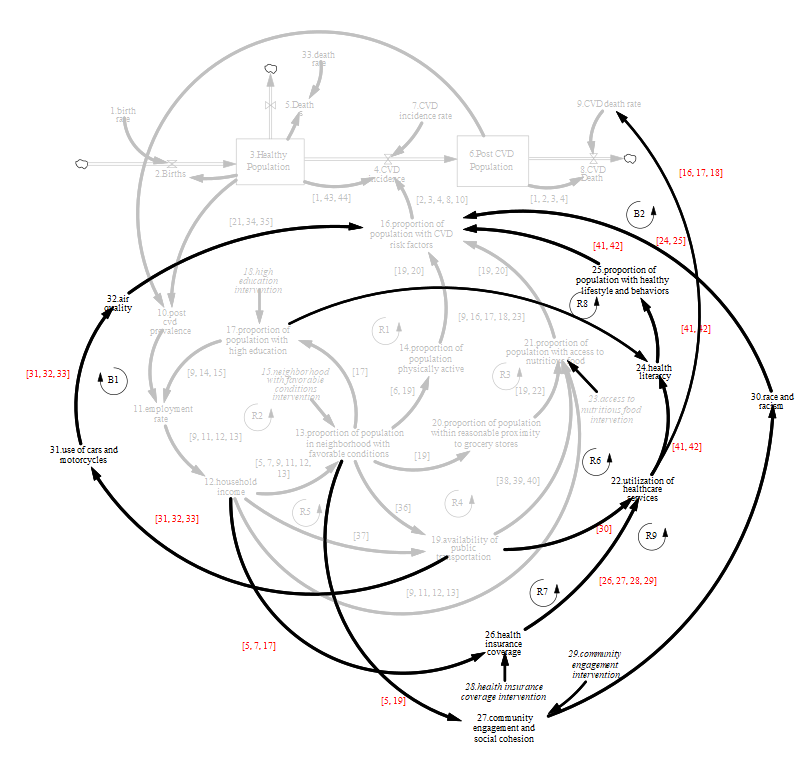 33.death
rate
1.birth
rate
5.Death
s
7.CVD
incidence rate
9.CVD death rate
3.Healthy
Population
6.Post CVD
Population
2.Births
4.CVD
incidence
8.CVD
Death
[16, 17, 18]
[1, 43, 44]
[2, 3, 4, 8, 10]
[1, 2, 3, 4]
[21, 34, 35]
16.proportion of
population with CVD
risk factors
B2
[24, 25]
[41, 42]
18.high
education
intervention
[19, 20]
[19, 20]
25.proportion of
population with healthy
lifestyle and behaviors
32.air
quality
10.post
cvd
prevalence
R8
17.proportion of
population with
high education
R1
[9, 16, 17, 18, 23]
[41, 42]
14.proportion of
population
physically active
21.proportion of
population with access to
nutritious food
[31, 32, 33]
B1
[9, 14, 15]
15.neighborhood
with favorable
conditions
intervention
[17]
R3
24.health
literarcy
[6, 19]
[19, 22]
23.access to
nutritious food
intervetion
30.race and
racism
11.employment
rate
R2
20.proportion of population
within reasonable proximity
to grocery stores
[9, 11, 12, 13]
13.proportion of population
in neighborhood with
favorable conditions
[41, 42]
31.use of cars and
motorcycles
[5, 7, 9, 11, 12,
13]
[19]
R6
12.household
income
[38, 39, 40]
22.utilization of
healthcare
services
[31, 32, 33]
R5
[36]
R4
[37]
19.availability of
public
transportation
[30]
R9
[9, 11, 12, 13]
R7
[26, 27, 28, 29]
26.health
insurance
coverage
[5, 7, 17]
29.community
engagement
intervention
28.health insurance
coverage intervention
[5, 19]
27.community
engagement and
social cohesion